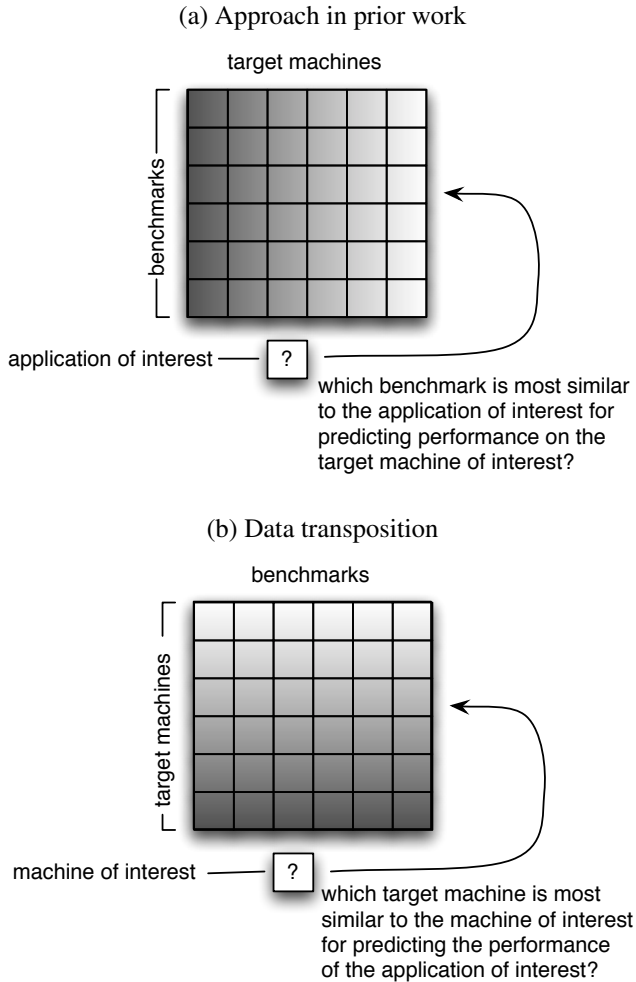 (a) Approach in prior work
target machines
benchmarks
application of interest
?
which benchmark is most similar
to the application of interest for
predicting performance on the
target machine of interest?
(b) Data transposition
benchmarks
target machines
machine of interest
?
which target machine is most
similar to the machine of interest
for predicting the performance
of the application of interest?